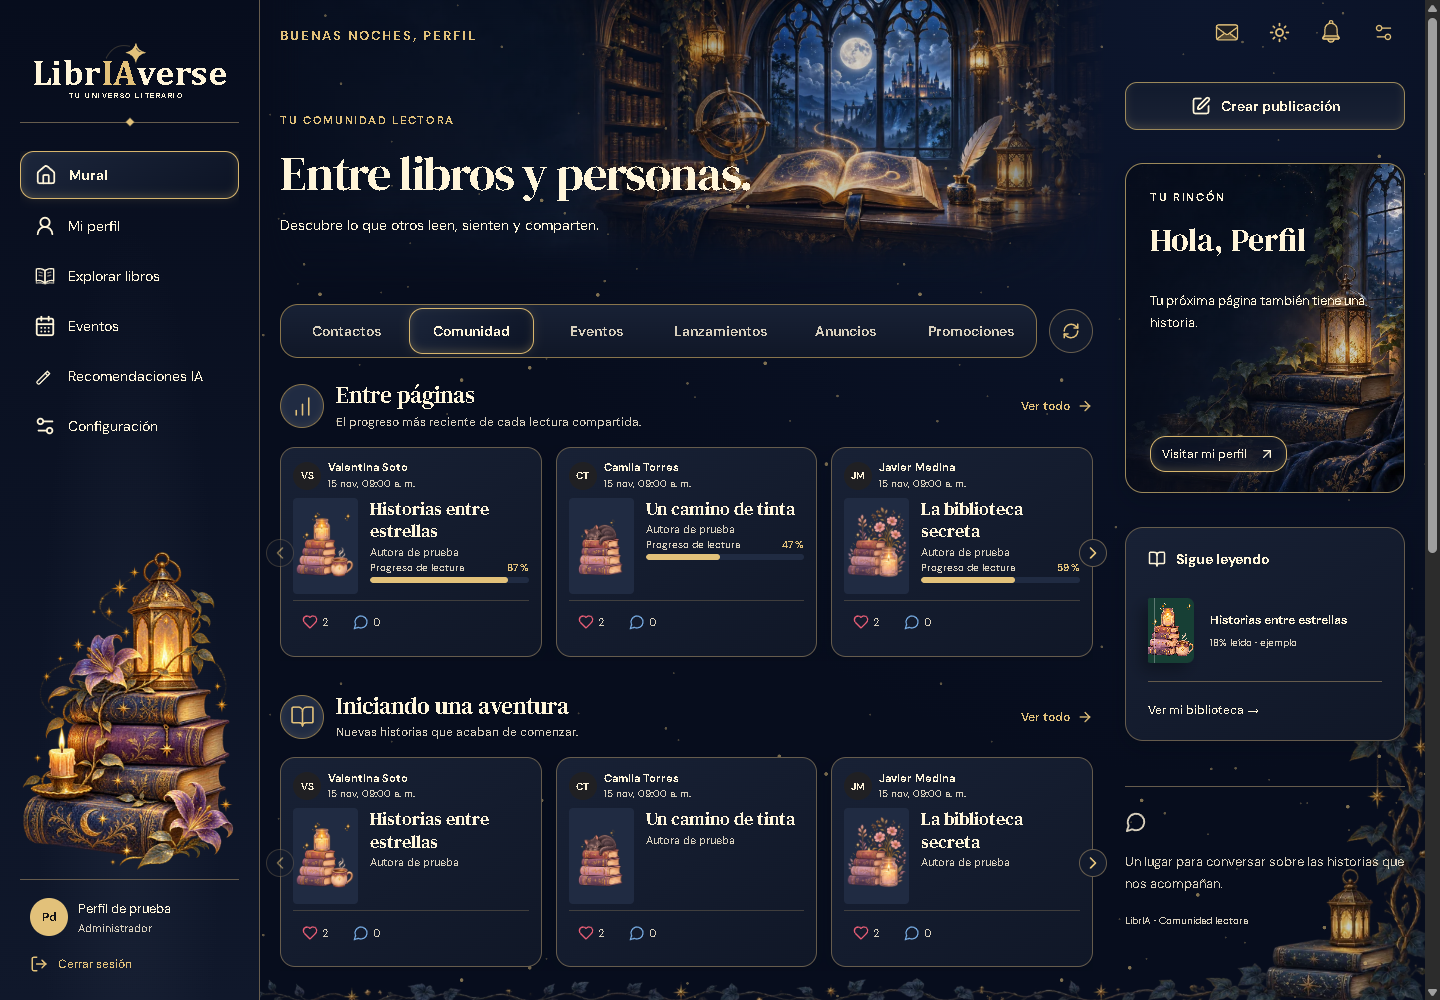 LibrIAverse
TU UNIVERSO LITERARIO
Mural
Mi perfil
Explorar libros
Eventos
Recomendaciones IA
Configuración
Pd
Perfil de prueba
Administrador
Cerrar sesión
BUENAS NOCHES, PERFIL
TU COMUNIDAD LECTORA
Entre libros y personas.
Descubre lo que otros leen, sienten y comparten.
Contactos
Comunidad
Eventos
Lanzamientos
Anuncios
Promociones
Entre páginas
El progreso más reciente de cada lectura compartida.
Ver todo →
VS
Valentina Soto
15 nov, 09:00 a. m.
Historias entre
estrellas
Autora de prueba
Progreso de lectura 87 %
2 0
CT
Camila Torres
15 nov, 09:00 a. m.
Un camino de tinta
Autora de prueba
Progreso de lectura 47 %
2 0
JM
Javier Medina
15 nov, 09:00 a. m.
La biblioteca
secreta
Autora de prueba
Progreso de lectura 59 %
2 0
Iniciando una aventura
Nuevas historias que acaban de comenzar.
Ver todo →
VS
Valentina Soto
15 nov, 09:00 a. m.
Historias entre
estrellas
Autora de prueba
2 0
CT
Camila Torres
15 nov, 09:00 a. m.
Un camino de tinta
Autora de prueba
2 0
JM
Javier Medina
15 nov, 09:00 a. m.
La biblioteca
secreta
Autora de prueba
2 0
Crear publicación
TU RINCÓN
Hola, Perfil
Tu próxima página también tiene una
historia.
Visitar mi perfil
Sigue leyendo
Historias entre estrellas
18% leído · ejemplo
Ver mi biblioteca →
Un lugar para conversar sobre las historias que
nos acompañan.
LibrIA · Comunidad lectora